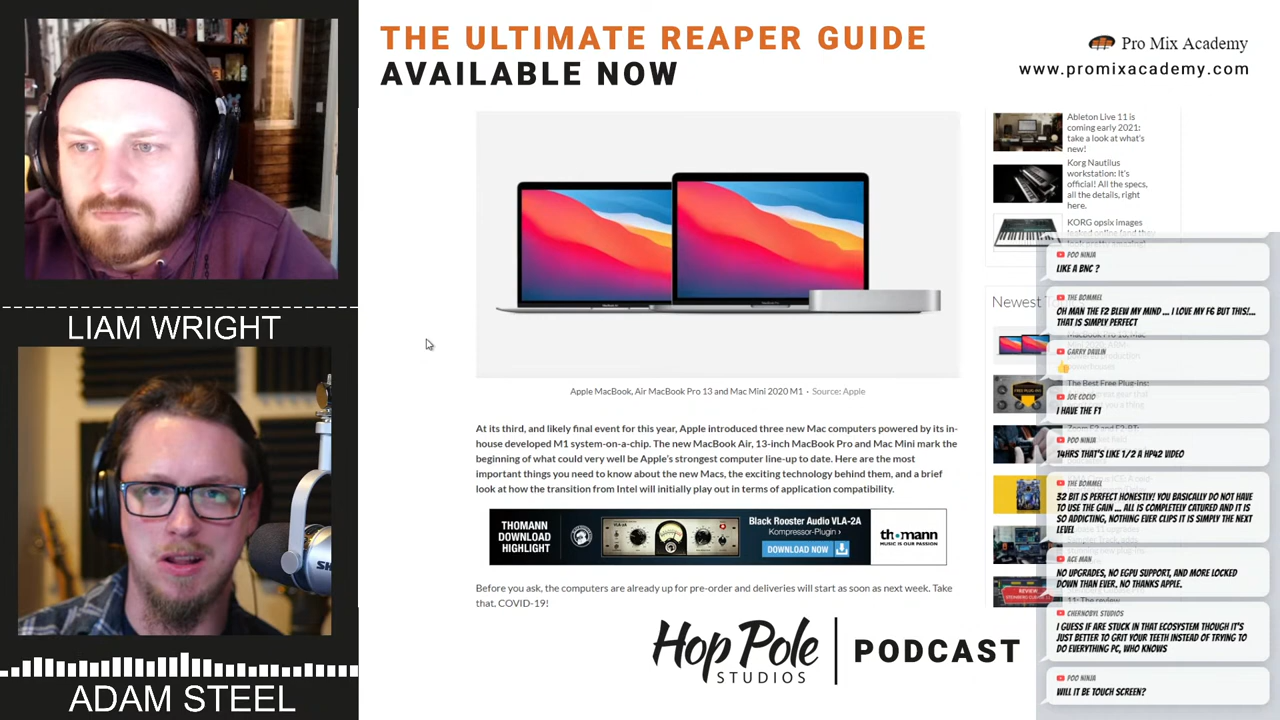 THE ULTIMATE REAPER GUIDE
AVAILABLE NOW
Pro Mix Academy
www.promixacademy.com
LIAM WRIGHT
ADAM STEEL
SH
Apple MacBook, Air MacBook Pro 13 and Mac Mini 2020 M1 · Source: Apple
At its third, and likely final event for this year, Apple introduced three new Mac computers powered by its in-
house developed M1 system-on-a-chip. The new MacBook Air, 13-inch MacBook Pro and Mac Mini mark the
beginning of what could very well be Apple's strongest computer line-up to date. Here are the most
important things you need to know about the new Macs, the exciting technology behind them, and a brief
look at how the transition from Intel will initially play out in terms of application compatibility.
THOMANN
DOWNLOAD
HIGHLIGHT
Black Rooster Audio VLA-2A
Kompressor-Plugin ›
DOWNLOAD NOW
th•mann
MUSIC IS OUR PASSION
Before you ask, the computers are already up for pre-order and deliveries will start as soon as next week. Take
that, COVID-19!
Hop Pole
STUDIOS
PODCAST
Ableton Live 11 is
coming early 2021:
take a look at what's
new!
Korg Nautilus
workstation: It's
official! All the specs,
all the details, right
here.
KORG opsix images
leaked online (and they
look pretty amazing)
Newest
POO NINJA
LIKE A BNC ?
THE BOMMEL
OH MAN THE F2 BLEW MY MIND ... I LOVE MY F6 BUT THIS!...
THAT IS SIMPLY PERFECT
GARRY DAULIN
👍
JOE COCIO
I HAVE THE F1
POO NINJA
14HRS THAT'S LIKE 1/2 A HP42 VIDEO
THE BOMMEL
32 BIT IS PERFECT HONESTLY! YOU BASICALLY DO NOT HAVE
TO USE THE GAIN ... ALL IS COMPLETELY CATURED AND IT IS
SO ADDICTING, NOTHING EVER CLIPS IT IS SIMPLY THE NEXT
LEVEL
ACE MAN
NO UPGRADES, NO EGPU SUPPORT, AND MORE LOCKED
DOWN THAN EVER. NO THANKS APPLE.
CHERNOBYL STUDIOS
I GUESS IF ARE STUCK IN THAT ECOSYSTEM THOUGH IT'S
JUST BETTER TO GRIT YOUR TEETH INSTEAD OF TRYING TO
DO EVERYTHING PC, WHO KNOWS
POO NINJA
WILL IT BE TOUCH SCREEN?